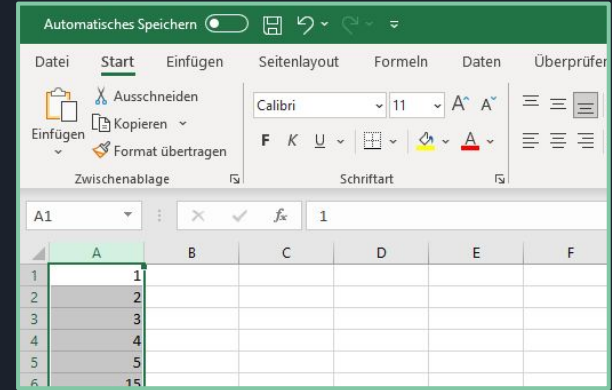 Automatisches Speichern
Datei Start Einfügen Seitenlayout Formeln Daten Überprüfen
Einfügen
Ausschneiden
Kopieren
Format übertragen
Zwischenablage
Calibri 11 A A
F K U A
Schriftart
A1 fx 1
A B C D E F
1 1
2 2
3 3
4 4
5 5
6 15